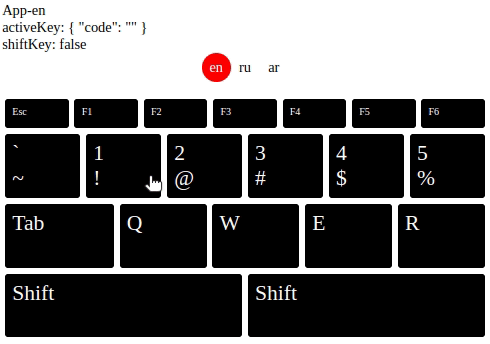 App-en
activeKey: { "code": "" }
shiftKey: false
en ru ar
Esc F1 F2 F3 F4 F5 F6
` 1 2 3 4 5
~ ! @ # $ %
Tab Q W E R
Shift Shift